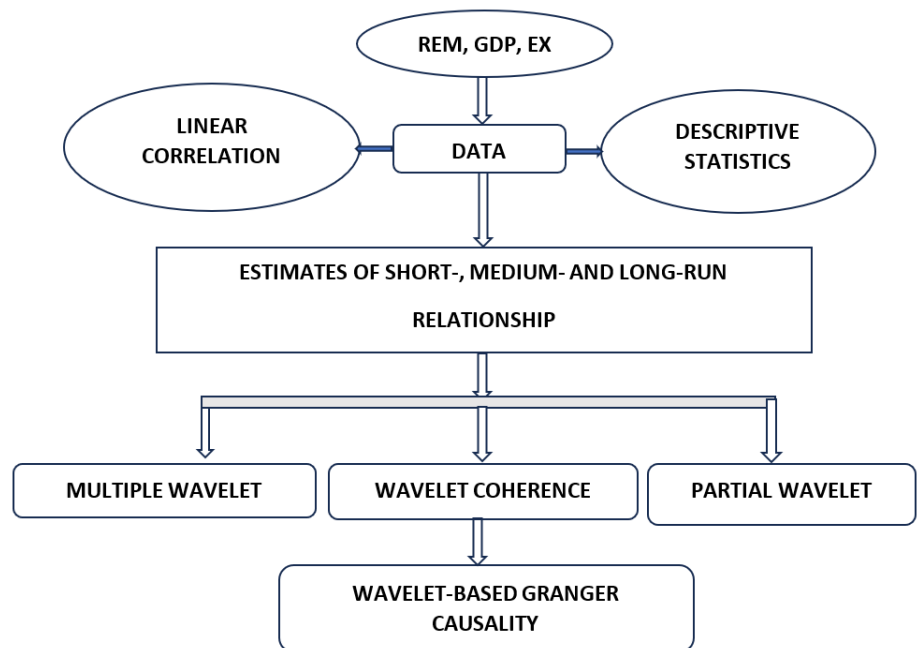 REM, GDP, EX
LINEAR
CORRELATION
DATA
DESCRIPTIVE
STATISTICS
ESTIMATES OF SHORT-, MEDIUM- AND LONG-RUN
RELATIONSHIP
MULTIPLE WAVELET
WAVELET COHERENCE
PARTIAL WAVELET
WAVELET-BASED GRANGER
CAUSALITY